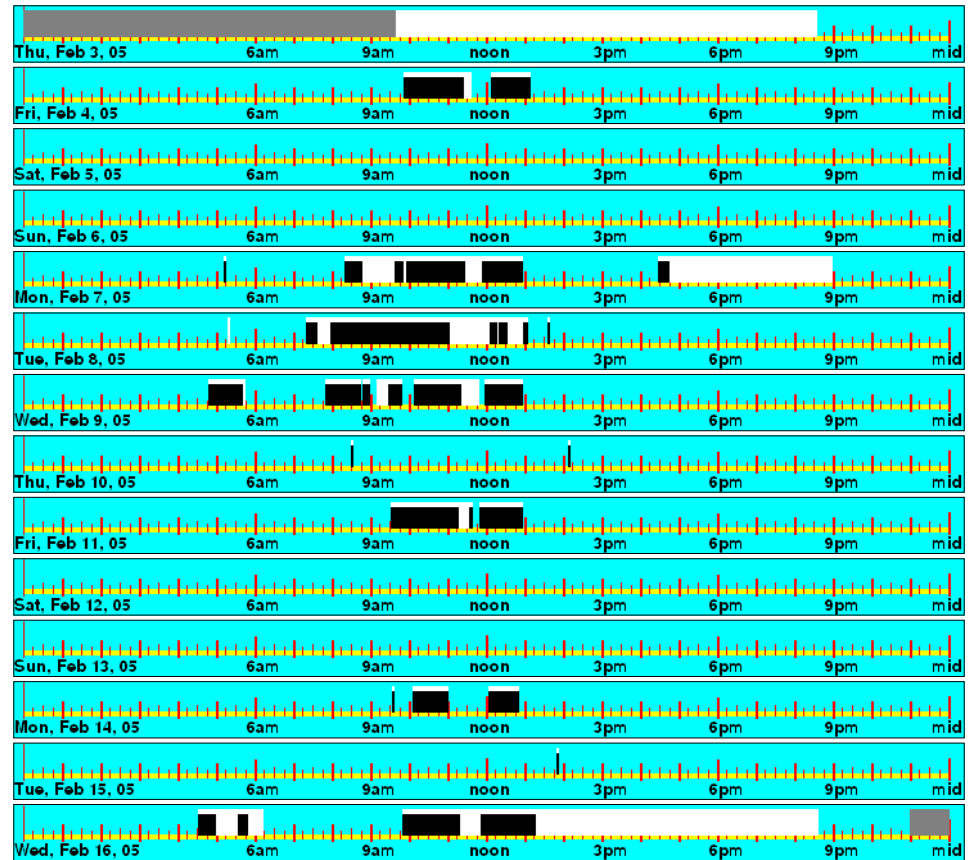 Thu, Feb 3, 05 6am 9am noon 3pm 6pm 9pm mid
Fri, Feb 4, 05 6am 9am noon 3pm 6pm 9pm mid
Sat, Feb 5, 05 6am 9am noon 3pm 6pm 9pm mid
Sun, Feb 6, 05 6am 9am noon 3pm 6pm 9pm mid
Mon, Feb 7, 05 6am 9am noon 3pm 6pm 9pm mid
Tue, Feb 8, 05 6am 9am noon 3pm 6pm 9pm mid
Wed, Feb 9, 05 6am 9am noon 3pm 6pm 9pm mid
Thu, Feb 10, 05 6am 9am noon 3pm 6pm 9pm mid
Fri, Feb 11, 05 6am 9am noon 3pm 6pm 9pm mid
Sat, Feb 12, 05 6am 9am noon 3pm 6pm 9pm mid
Sun, Feb 13, 05 6am 9am noon 3pm 6pm 9pm mid
Mon, Feb 14, 05 6am 9am noon 3pm 6pm 9pm mid
Tue, Feb 15, 05 6am 9am noon 3pm 6pm 9pm mid
Wed, Feb 16, 05 6am 9am noon 3pm 6pm 9pm mid